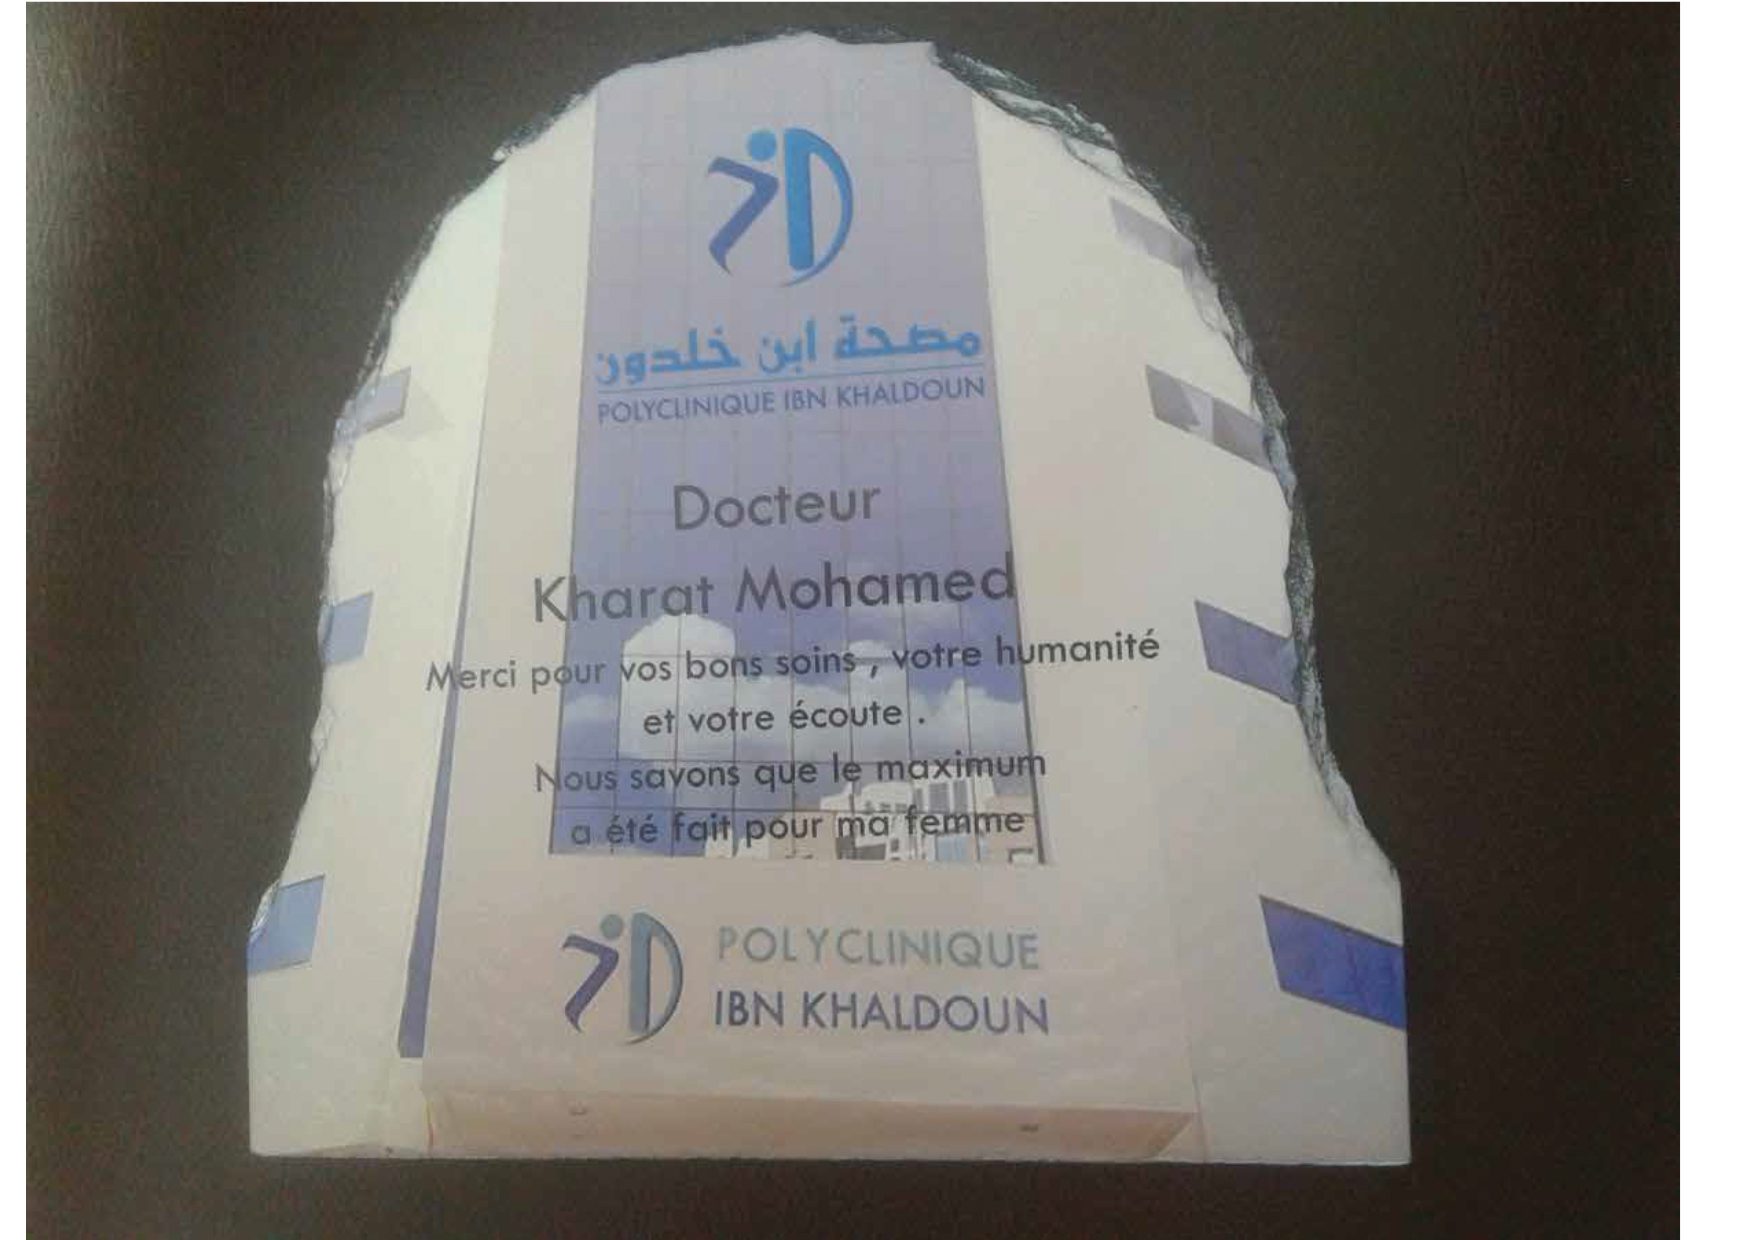 مصحة ابن خلدون
POLYCLINIQUE IBN KHALDOUN
Docteur
Kharat Mohamed
Merci pour vos bons soins , votre humanité
et votre écoute .
Nous savons que le maximum
a été fait pour ma femme
POLYCLINIQUE
IBN KHALDOUN